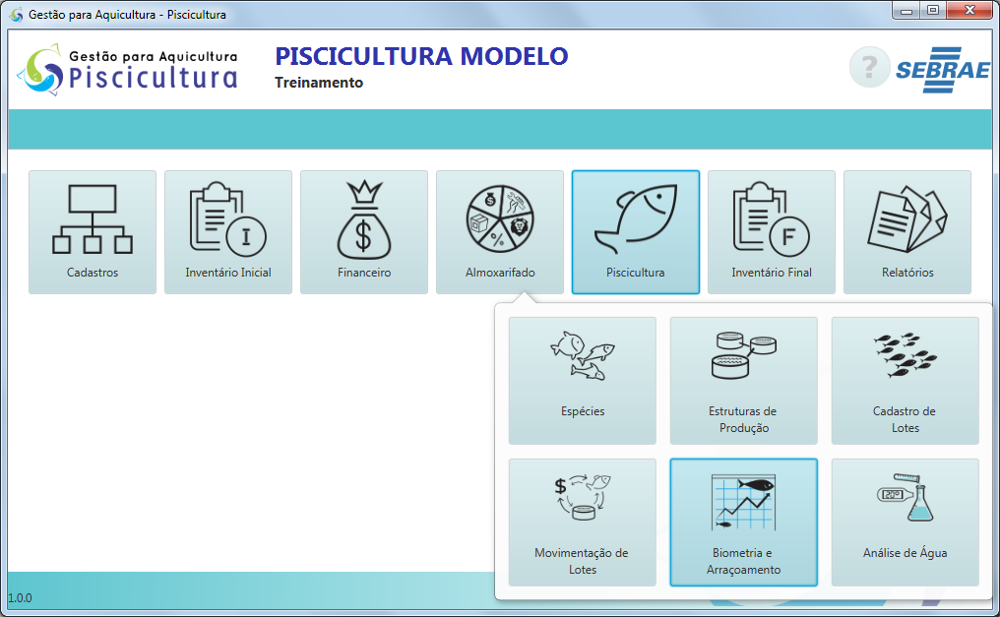 Gestão para Aquicultura - Piscicultura
Gestão para Aquicultura
Piscicultura
PISCICULTURA MODELO
Treinamento
?
SEBRAE
Cadastros
I
Inventário Inicial
$
Financeiro
$
%
Almoxarifado
Piscicultura
F
Inventário Final
Relatórios
Espécies
Estruturas de
Produção
Cadastro de
Lotes
$
Movimentação de
Lotes
Biometria e
Arraçoamento
20°
Análise de Água
1.0.0